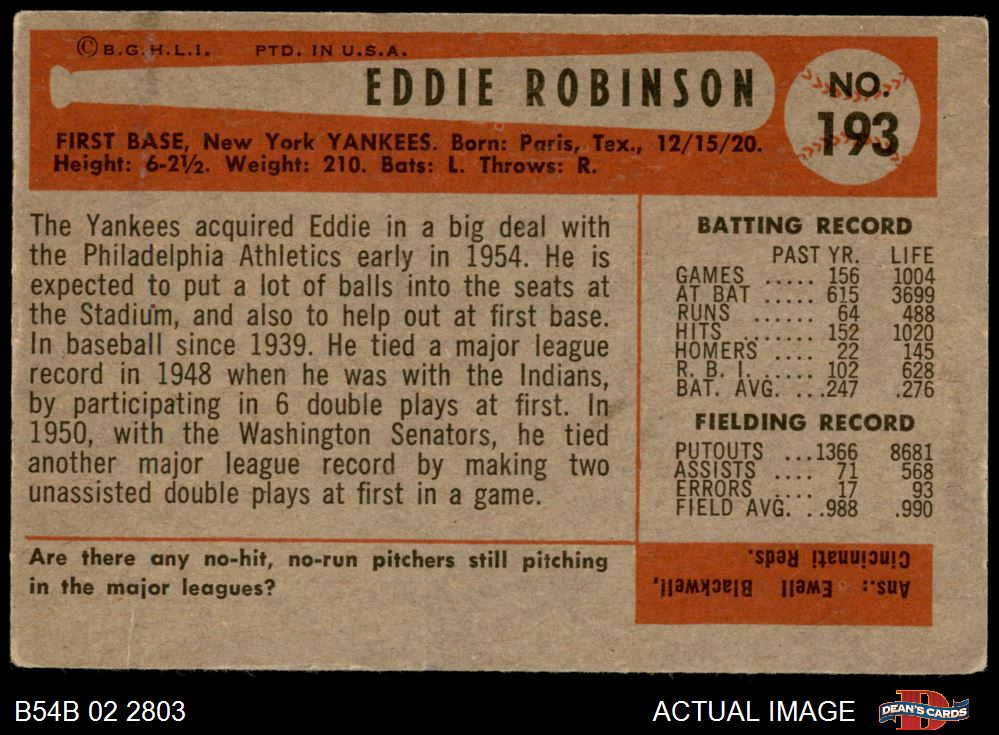 © B.G.H.L.I. PTD. IN U.S.A.
EDDIE ROBINSON
NO.
193
FIRST BASE, New York YANKEES. Born: Paris, Tex., 12/15/20.
Height: 6-2½. Weight: 210. Bats: L. Throws: R.
The Yankees acquired Eddie in a big deal with
the Philadelphia Athletics early in 1954. He is
expected to put a lot of balls into the seats at
the Stadium, and also to help out at first base.
In baseball since 1939. He tied a major league
record in 1948 when he was with the Indians,
by participating in 6 double plays at first. In
1950, with the Washington Senators, he tied
another major league record by making two
unassisted double plays at first in a game.
BATTING RECORD
PAST YR. LIFE
GAMES ..... 156 1004
AT BAT ..... 615 3699
RUNS ...... 64 488
HITS ....... 152 1020
HOMERS .... 22 145
R. B. I. ..... 102 628
BAT. AVG. ...247 .276
FIELDING RECORD
PUTOUTS ...1366 8681
ASSISTS .... 71 568
ERRORS .... 17 93
FIELD AVG. ..988 .990
Are there any no-hit, no-run pitchers still pitching
in the major leagues?
Ans.: Ewell Blackwell,
Cincinnati Reds.
B54B 02 2803
ACTUAL IMAGE
DEAN'S CARDS